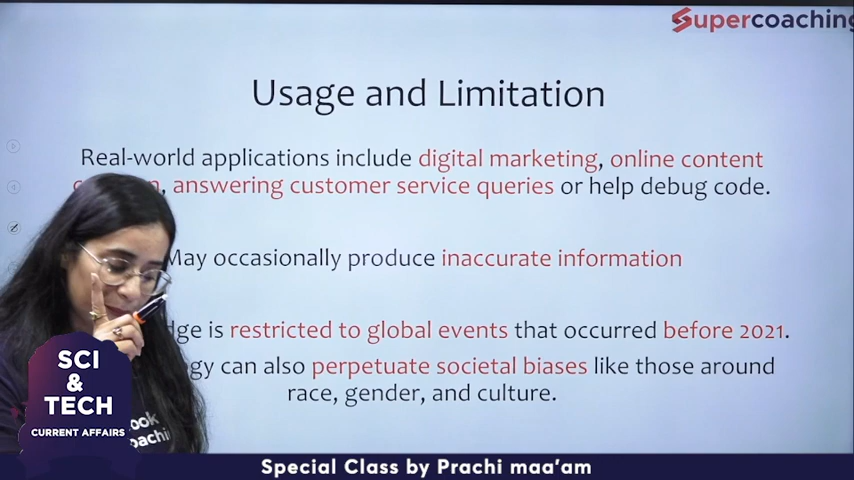 Supercoaching
Usage and Limitation
Real-world applications include digital marketing, online content
, answering customer service queries or help debug code.
May occasionally produce inaccurate information
is restricted to global events that occurred before 2021.
can also perpetuate societal biases like those around
race, gender, and culture.
SCI
&
TECH
CURRENT AFFAIRS
Special Class by Prachi maa'am